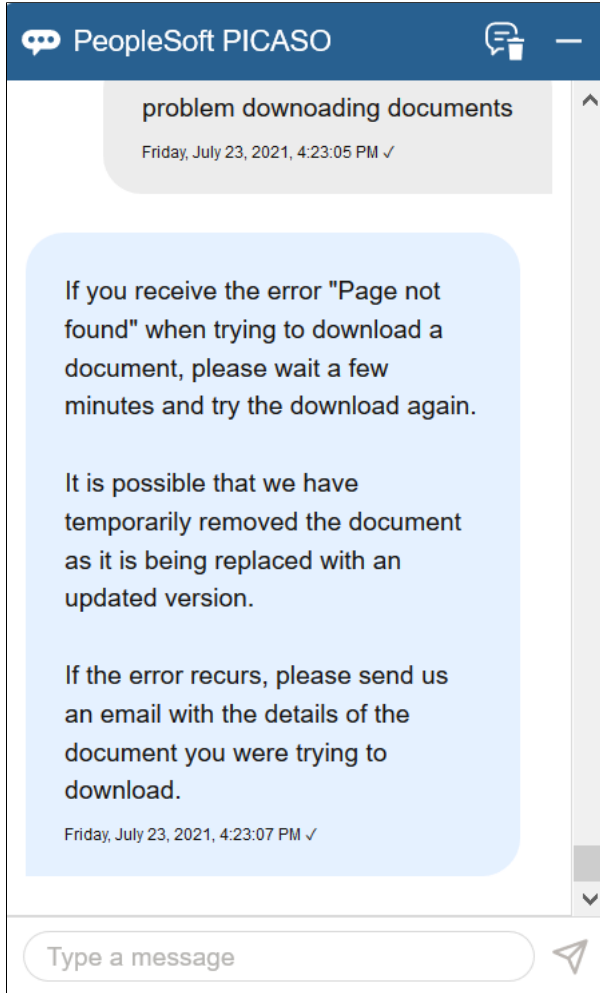 PeopleSoft PICASO
problem downoading documents
Friday, July 23, 2021, 4:23:05 PM ✓
If you receive the error "Page not
found" when trying to download a
document, please wait a few
minutes and try the download again.
It is possible that we have
temporarily removed the document
as it is being replaced with an
updated version.
If the error recurs, please send us
an email with the details of the
document you were trying to
download.
Friday, July 23, 2021, 4:23:07 PM ✓
Type a message